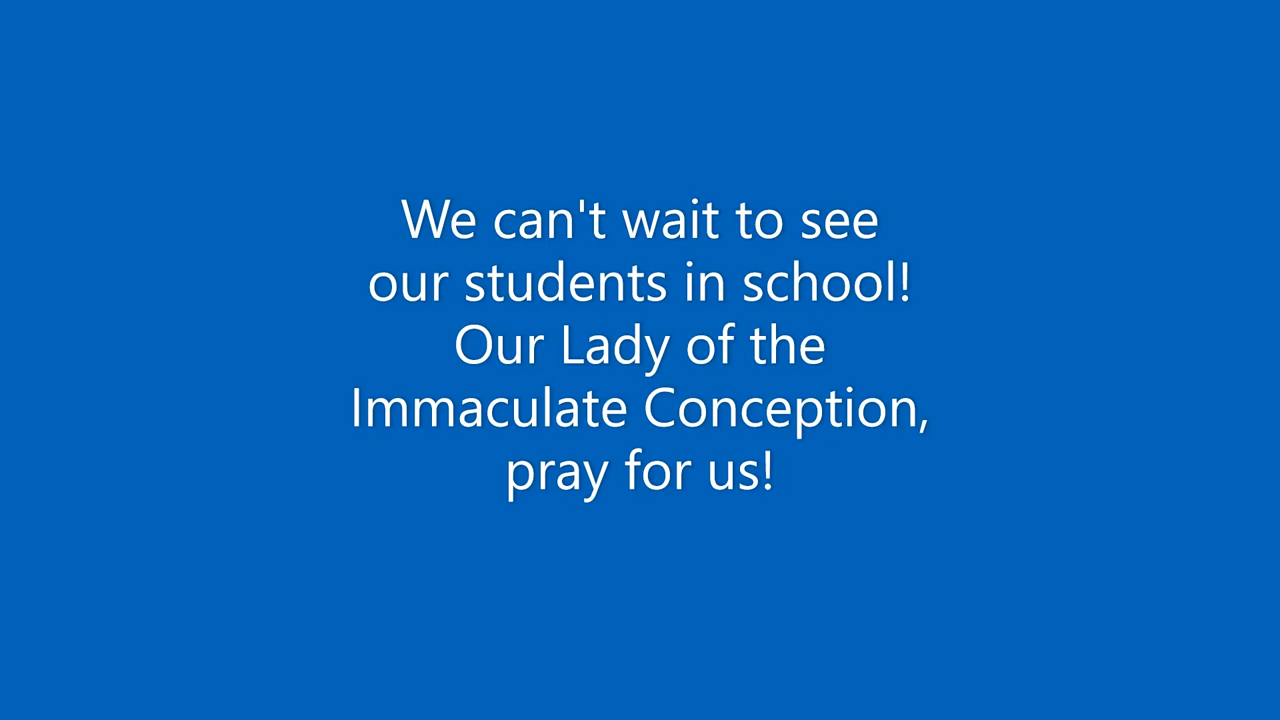 We can't wait to see
our students in school!
Our Lady of the
Immaculate Conception,
pray for us!